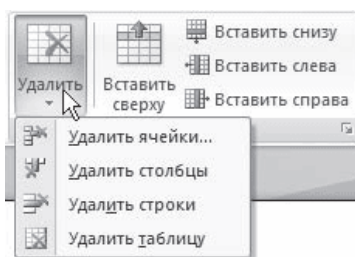 Удалить
Вставить
сверху
Вставить снизу
Вставить слева
Вставить справа
Удалить ячейки...
Удалить столбцы
Удалить строки
Удалить таблицу